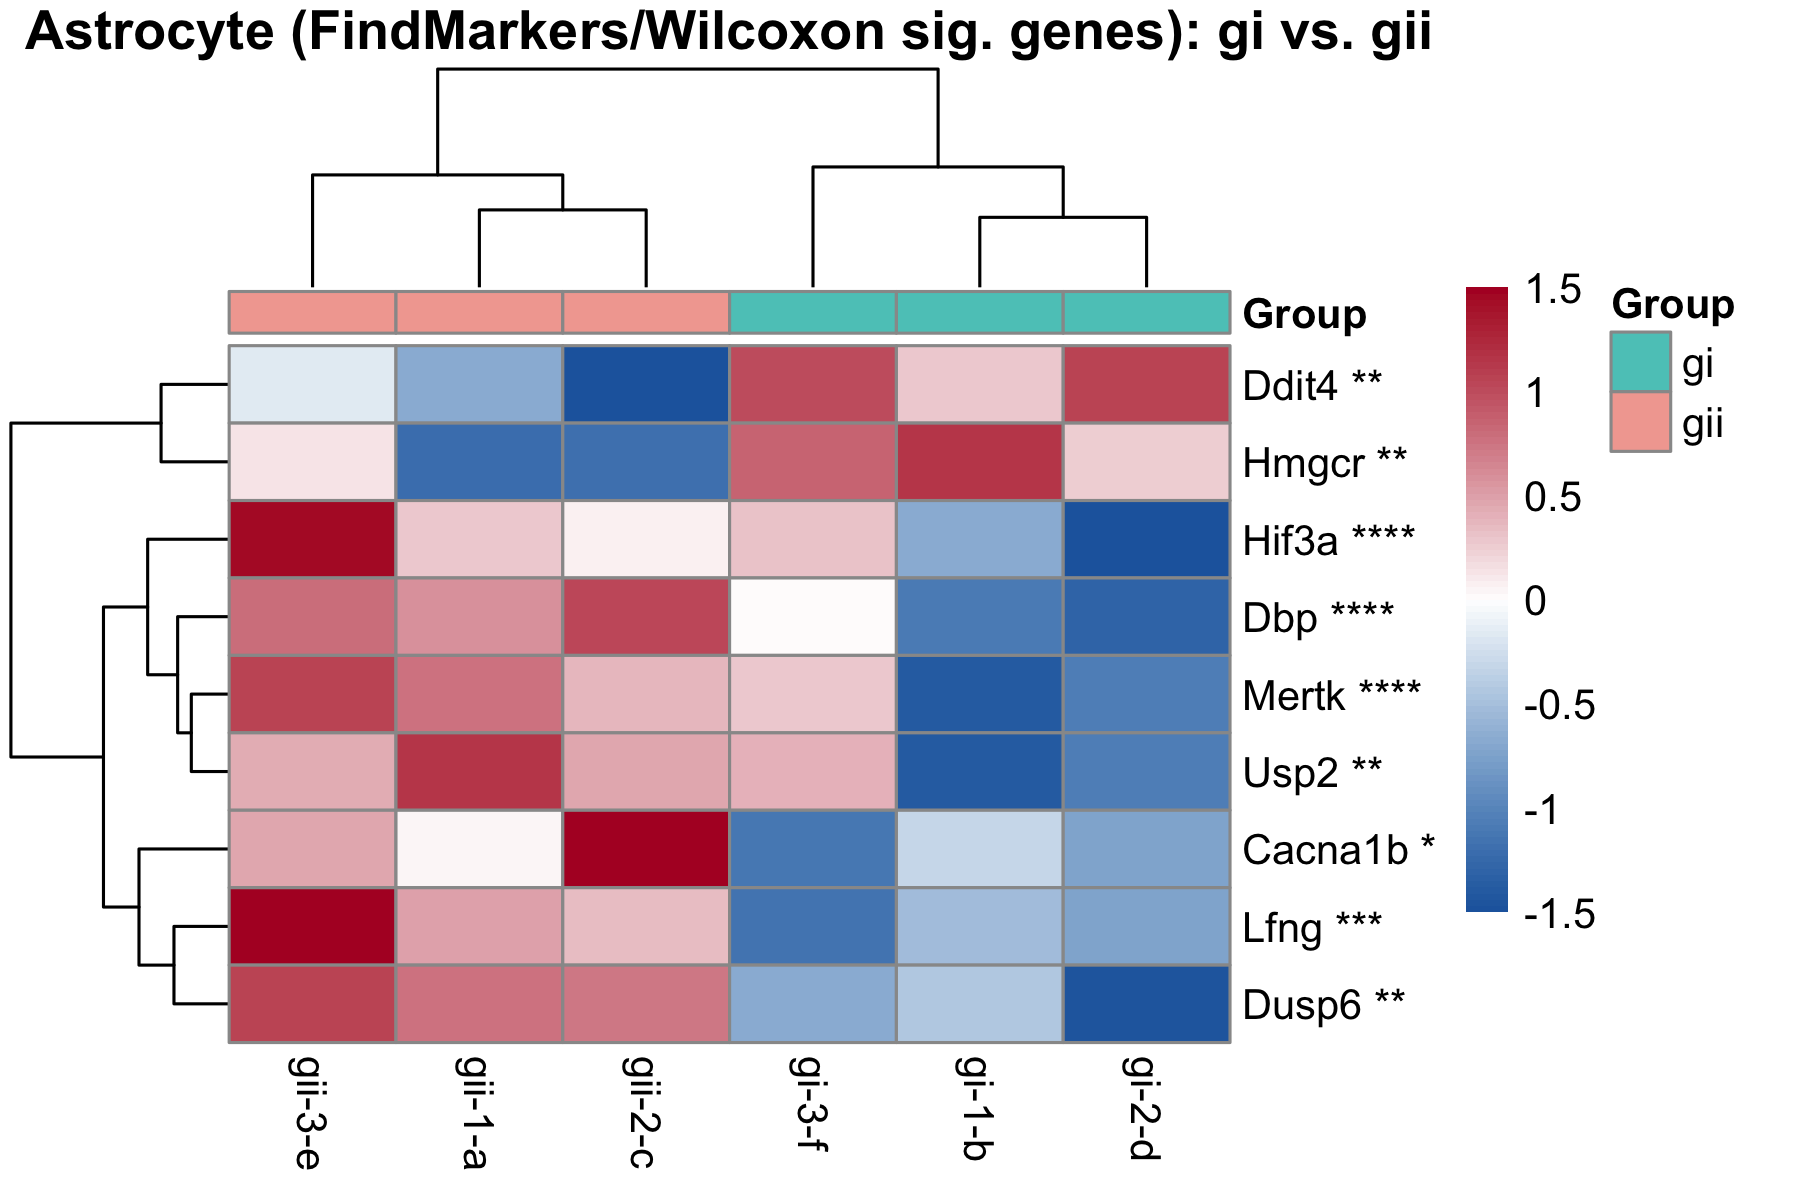 Astrocyte (FindMarkers/Wilcoxon sig. genes): gi vs. gii
Group
Ddit4 **
Hmgcr **
Hif3a ****
Dbp ****
Mertk ****
Usp2 **
Cacna1b *
Lfng ***
Dusp6 **
gii-3-e
gii-1-a
gii-2-c
gi-3-f
gi-1-b
gi-2-d
1.5
1
0.5
0
-0.5
-1
-1.5
Group
gi
gii